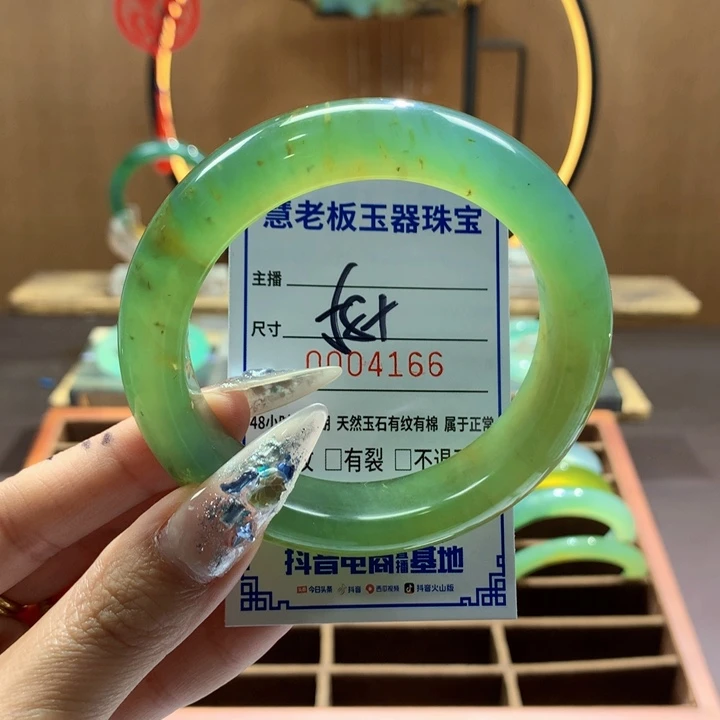 慧老板玉器珠宝
主播
尺寸
0004166
48小时 天然玉石有纹有棉 属于正常
□有裂 □不退
抖音电商直播基地
今日头条 抖音 西瓜视频 抖音火山版